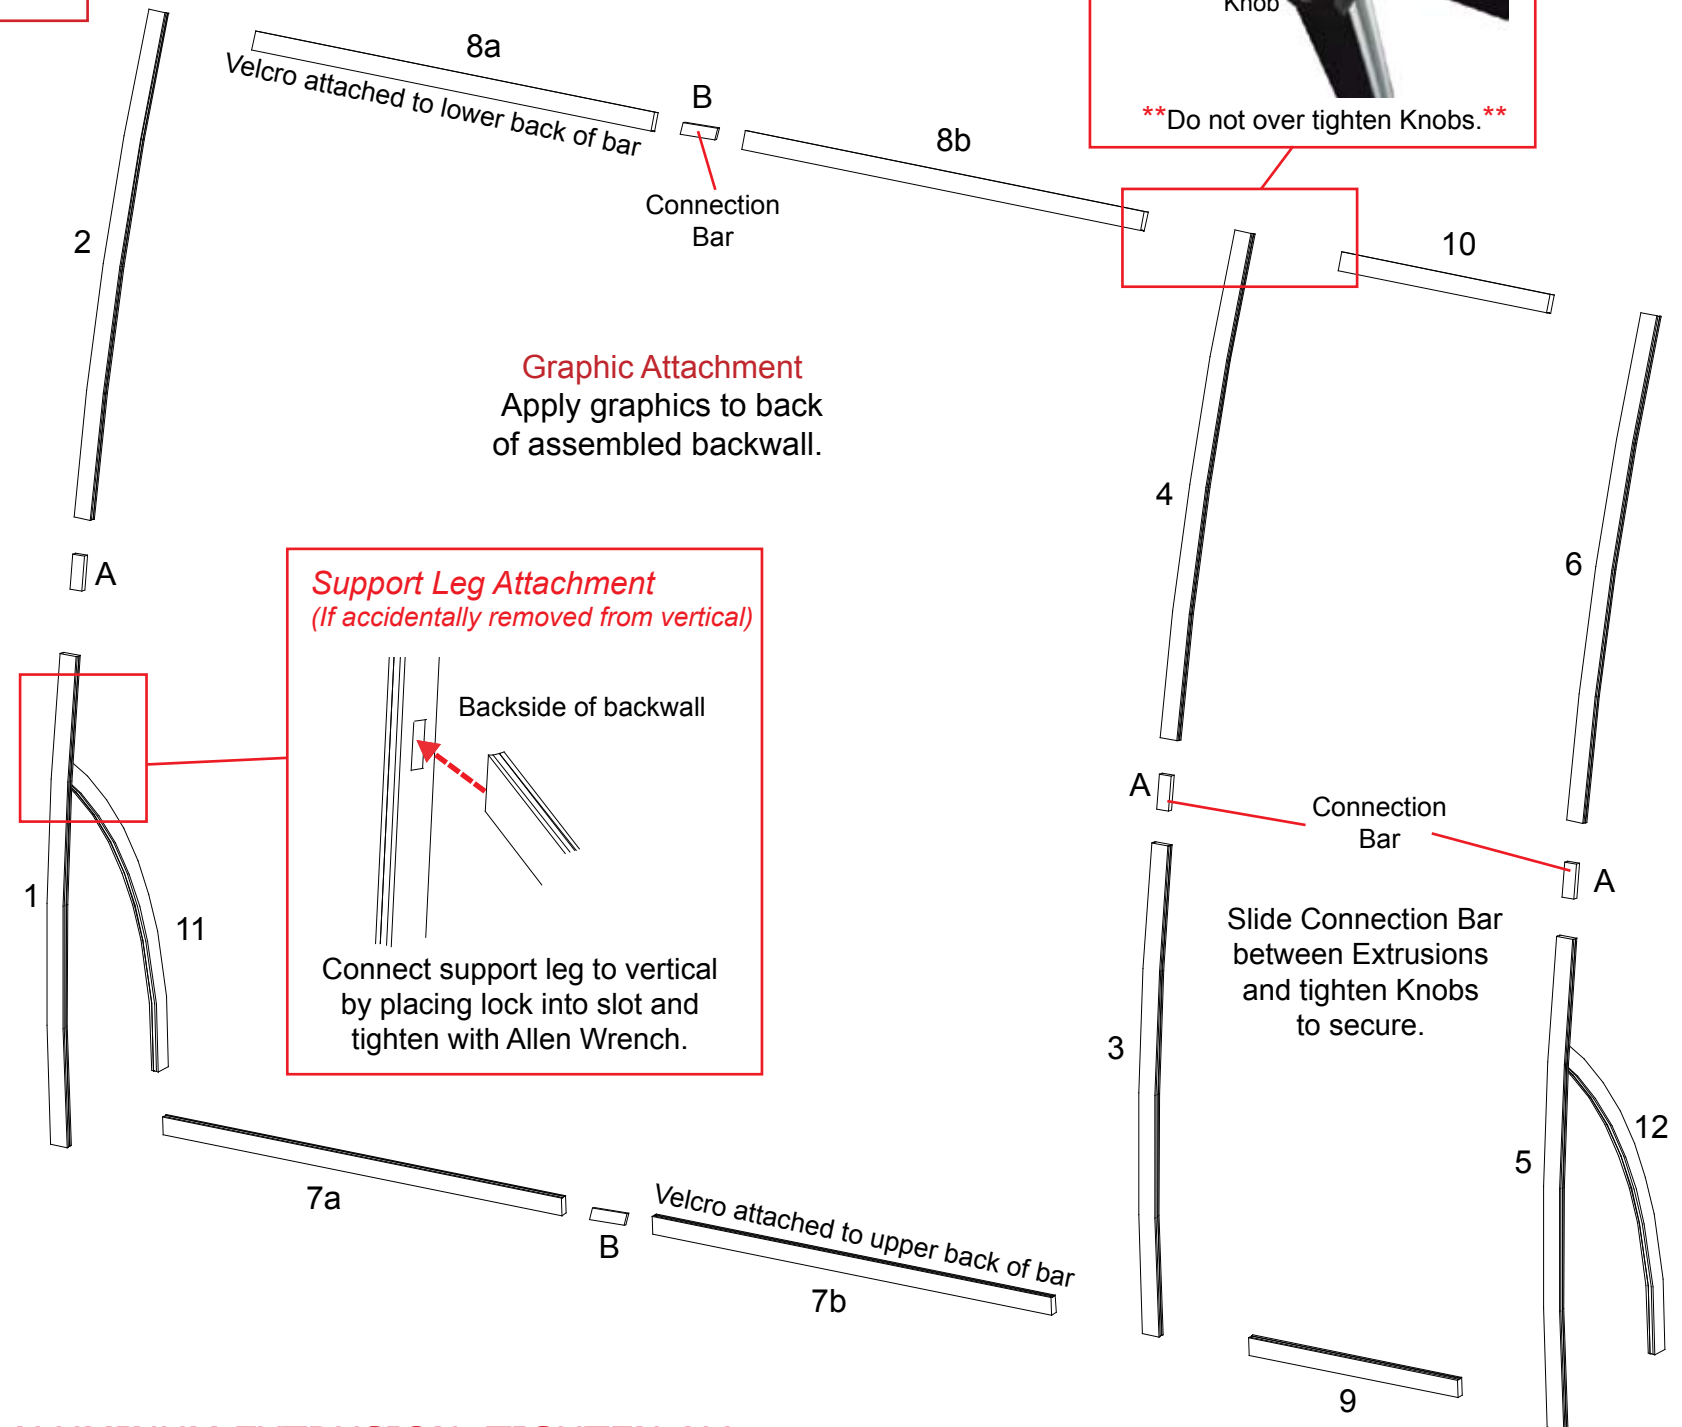 Knob
**Do not over tighten Knobs.**
8a
Velcro attached to lower back of bar
B
Connection
Bar
8b
2
10
Graphic Attachment
Apply graphics to back
of assembled backwall.
4
6
A
Support Leg Attachment
(If accidentally removed from vertical)
Backside of backwall
Connect support leg to vertical
by placing lock into slot and
tighten with Allen Wrench.
A
Connection
Bar
A
Slide Connection Bar
between Extrusions
and tighten Knobs
to secure.
1
11
3
12
5
7a
B
Velcro attached to upper back of bar
7b
9